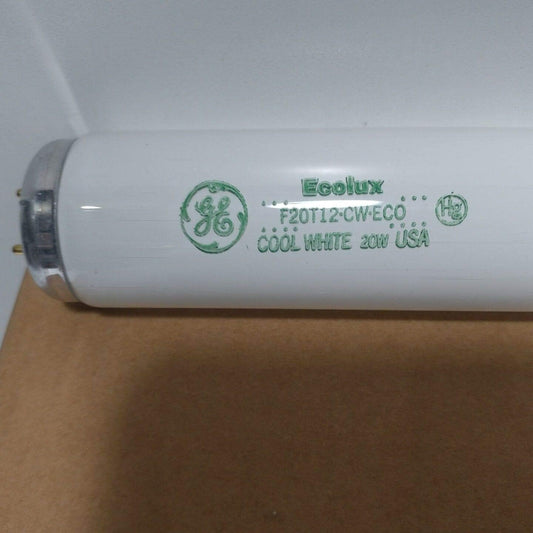 GE
Ecolux
F20T12·CW·ECO
Hg
COOL WHITE 20W USA